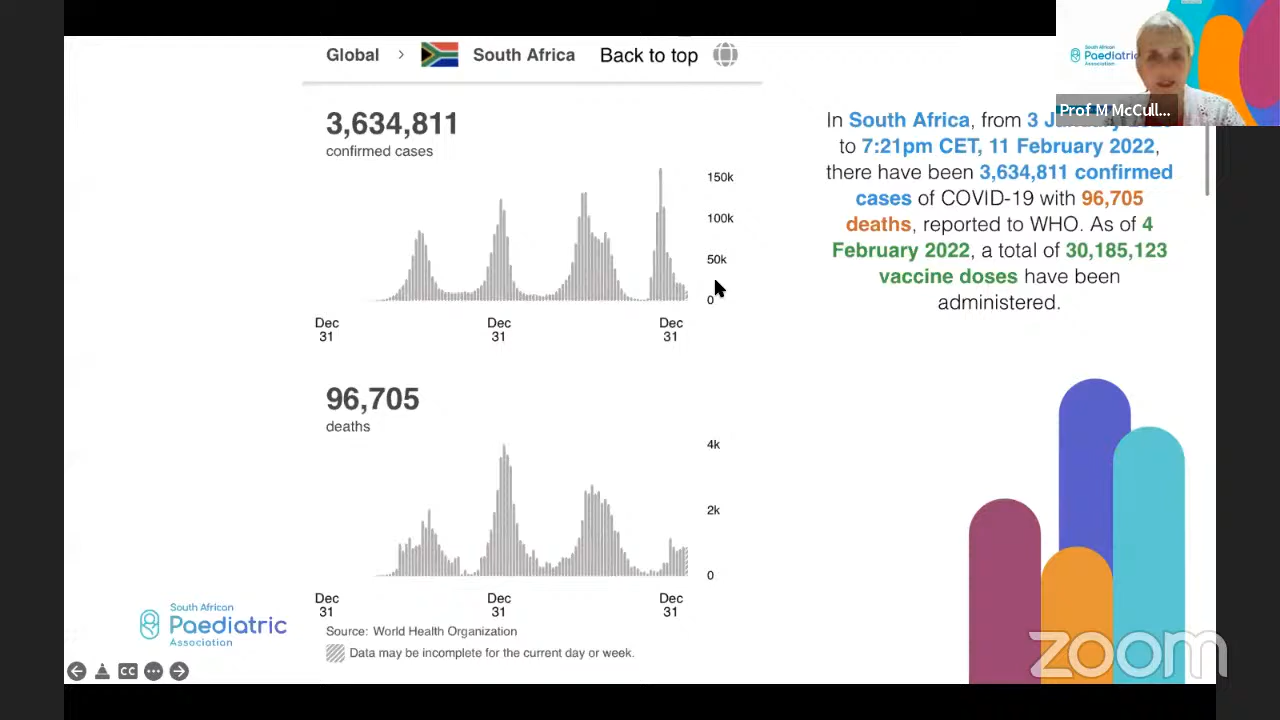 Global > South Africa Back to top
3,634,811
confirmed cases
150k
100k
50k
0
Dec Dec Dec
31 31 31
96,705
deaths
4k
2k
0
Dec Dec Dec
31 31 31
Source: World Health Organization
Data may be incomplete for the current day or week.
South African
Paediatric
Association
CC
South African
Paediatric
Association
Prof M McCull...
In South Africa, from 3
to 7:21pm CET, 11 February 2022,
there have been 3,634,811 confirmed
cases of COVID-19 with 96,705
deaths, reported to WHO. As of 4
February 2022, a total of 30,185,123
vaccine doses have been
administered.
zoom